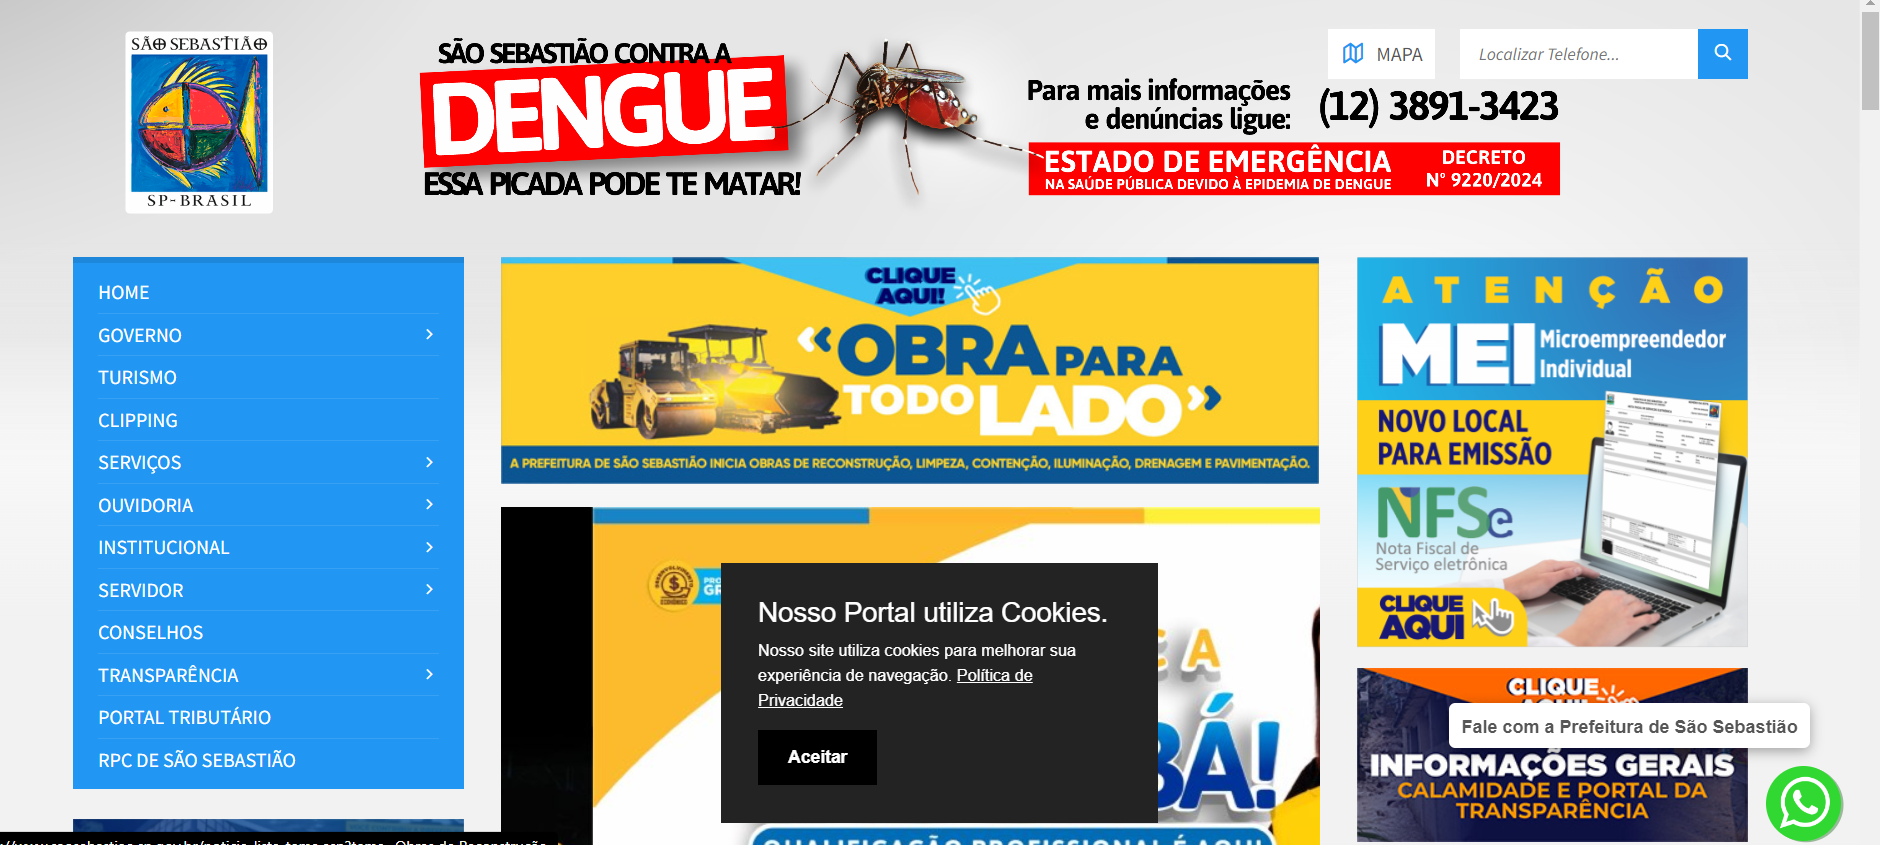 SÃO SEBASTIÃO
SP-BRASIL
SÃO SEBASTIÃO CONTRA A
DENGUE
ESSA PICADA PODE TE MATAR!
Para mais informações
e denúncias ligue:
(12) 3891-3423
ESTADO DE EMERGÊNCIA
NA SAÚDE PÚBLICA DEVIDO À EPIDEMIA DE DENGUE
DECRETO
N° 9220/2024
MAPA
Localizar Telefone...
HOME
GOVERNO
TURISMO
CLIPPING
SERVIÇOS
OUVIDORIA
INSTITUCIONAL
SERVIDOR
CONSELHOS
TRANSPARÊNCIA
PORTAL TRIBUTÁRIO
RPC DE SÃO SEBASTIÃO
CLIQUE
AQUI!
OBRA PARA
TODO LADO
A PREFEITURA DE SÃO SEBASTIÃO INICIA OBRAS DE RECONSTRUÇÃO, LIMPEZA, CONTENÇÃO, ILUMINAÇÃO, DRENAGEM E PAVIMENTAÇÃO.
Nosso Portal utiliza Cookies.
Nosso site utiliza cookies para melhorar sua
experiência de navegação. Política de
Privacidade
Aceitar
E A
BÁ!
QUALIFICAÇÃO PROFISSIONAL É AQUI
ATENÇÃO
MEI Microempreendedor
Individual
NOVO LOCAL
PARA EMISSÃO
NFSe
Nota Fiscal de
Serviço eletrônica
CLIQUE
AQUI
CLIQUE
Fale com a Prefeitura de São Sebastião
INFORMAÇÕES GERAIS
CALAMIDADE E PORTAL DA
TRANSPARÊNCIA